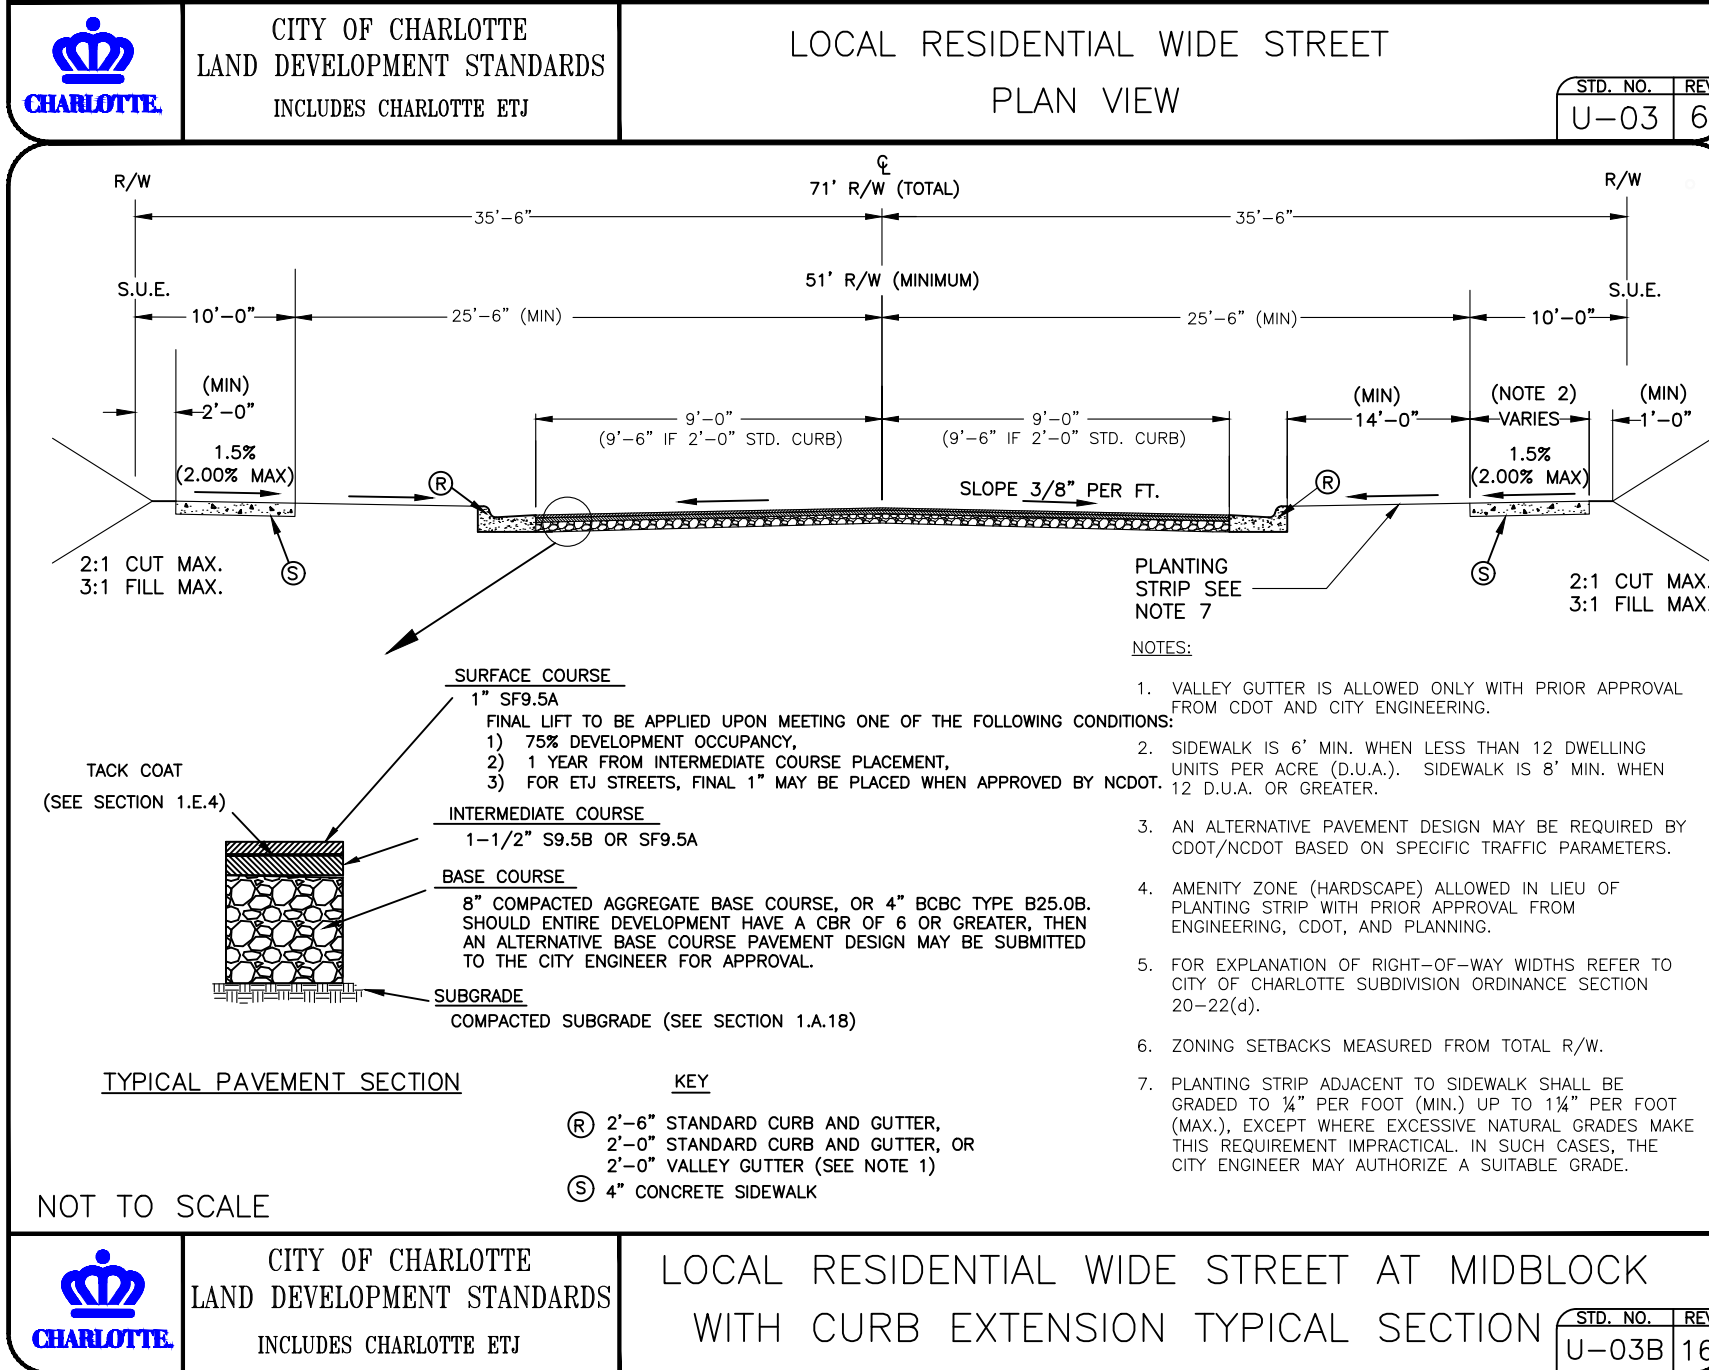 CHARLOTTE.
CITY OF CHARLOTTE
LAND DEVELOPMENT STANDARDS
INCLUDES CHARLOTTE ETJ
LOCAL RESIDENTIAL WIDE STREET
PLAN VIEW
STD. NO. REV
U-03 6
R/W
℄
71' R/W (TOTAL)
R/W
35'-6"
35'-6"
51' R/W (MINIMUM)
S.U.E.
S.U.E.
10'-0"
25'-6" (MIN)
25'-6" (MIN)
10'-0"
(MIN)
2'-0"
9'-0"
(9'-6" IF 2'-0" STD. CURB)
9'-0"
(9'-6" IF 2'-0" STD. CURB)
(MIN)
14'-0"
(NOTE 2)
VARIES
(MIN)
1'-0"
1.5%
(2.00% MAX)
1.5%
(2.00% MAX)
R
SLOPE 3/8" PER FT.
R
2:1 CUT MAX.
3:1 FILL MAX.
S
PLANTING
STRIP SEE
NOTE 7
S
2:1 CUT MAX.
3:1 FILL MAX.
SURFACE COURSE
1" SF9.5A
FINAL LIFT TO BE APPLIED UPON MEETING ONE OF THE FOLLOWING CONDITIONS:
1) 75% DEVELOPMENT OCCUPANCY,
2) 1 YEAR FROM INTERMEDIATE COURSE PLACEMENT,
3) FOR ETJ STREETS, FINAL 1" MAY BE PLACED WHEN APPROVED BY NCDOT.
TACK COAT
(SEE SECTION 1.E.4)
INTERMEDIATE COURSE
1-1/2" S9.5B OR SF9.5A
BASE COURSE
8" COMPACTED AGGREGATE BASE COURSE, OR 4" BCBC TYPE B25.0B.
SHOULD ENTIRE DEVELOPMENT HAVE A CBR OF 6 OR GREATER, THEN
AN ALTERNATIVE BASE COURSE PAVEMENT DESIGN MAY BE SUBMITTED
TO THE CITY ENGINEER FOR APPROVAL.
SUBGRADE
COMPACTED SUBGRADE (SEE SECTION 1.A.18)
TYPICAL PAVEMENT SECTION
KEY
R 2'-6" STANDARD CURB AND GUTTER,
2'-0" STANDARD CURB AND GUTTER, OR
2'-0" VALLEY GUTTER (SEE NOTE 1)
S 4" CONCRETE SIDEWALK
NOTES:
1. VALLEY GUTTER IS ALLOWED ONLY WITH PRIOR APPROVAL
FROM CDOT AND CITY ENGINEERING.
2. SIDEWALK IS 6' MIN. WHEN LESS THAN 12 DWELLING
UNITS PER ACRE (D.U.A.). SIDEWALK IS 8' MIN. WHEN
12 D.U.A. OR GREATER.
3. AN ALTERNATIVE PAVEMENT DESIGN MAY BE REQUIRED BY
CDOT/NCDOT BASED ON SPECIFIC TRAFFIC PARAMETERS.
4. AMENITY ZONE (HARDSCAPE) ALLOWED IN LIEU OF
PLANTING STRIP WITH PRIOR APPROVAL FROM
ENGINEERING, CDOT, AND PLANNING.
5. FOR EXPLANATION OF RIGHT-OF-WAY WIDTHS REFER TO
CITY OF CHARLOTTE SUBDIVISION ORDINANCE SECTION
20-22(d).
6. ZONING SETBACKS MEASURED FROM TOTAL R/W.
7. PLANTING STRIP ADJACENT TO SIDEWALK SHALL BE
GRADED TO ¼" PER FOOT (MIN.) UP TO 1¼" PER FOOT
(MAX.), EXCEPT WHERE EXCESSIVE NATURAL GRADES MAKE
THIS REQUIREMENT IMPRACTICAL. IN SUCH CASES, THE
CITY ENGINEER MAY AUTHORIZE A SUITABLE GRADE.
NOT TO SCALE
CHARLOTTE.
CITY OF CHARLOTTE
LAND DEVELOPMENT STANDARDS
INCLUDES CHARLOTTE ETJ
LOCAL RESIDENTIAL WIDE STREET AT MIDBLOCK
WITH CURB EXTENSION TYPICAL SECTION
STD. NO. REV
U-03B 16